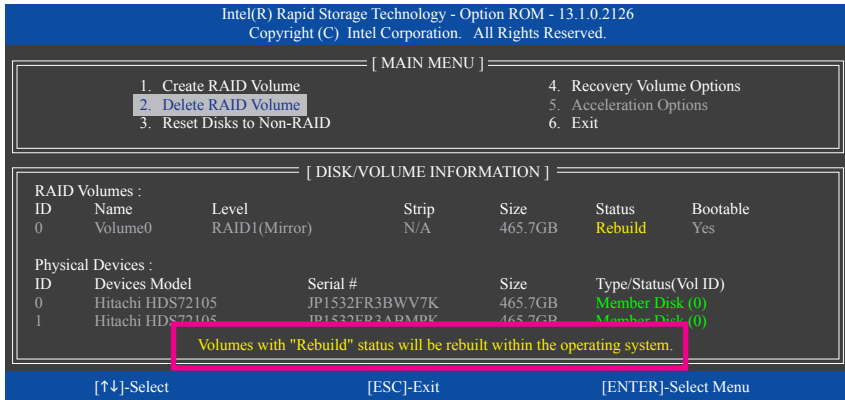 Intel(R) Rapid Storage Technology - Option ROM - 13.1.0.2126
Copyright (C) Intel Corporation. All Rights Reserved.
[ MAIN MENU ]
1. Create RAID Volume
2. Delete RAID Volume
3. Reset Disks to Non-RAID
4. Recovery Volume Options
5. Acceleration Options
6. Exit
[ DISK/VOLUME INFORMATION ]
RAID Volumes :
ID Name Level Strip Size Status Bootable
0 Volume0 RAID1(Mirror) N/A 465.7GB Rebuild Yes
Physical Devices :
ID Devices Model Serial # Size Type/Status(Vol ID)
0 Hitachi HDS72105 JP1532FR3BWV7K 465.7GB Member Disk (0)
1 Hitachi HDS72105 JP1532FR3ABMRK 465.7GB Member Disk (0)
Volumes with "Rebuild" status will be rebuilt within the operating system.
[↑↓]-Select [ESC]-Exit [ENTER]-Select Menu